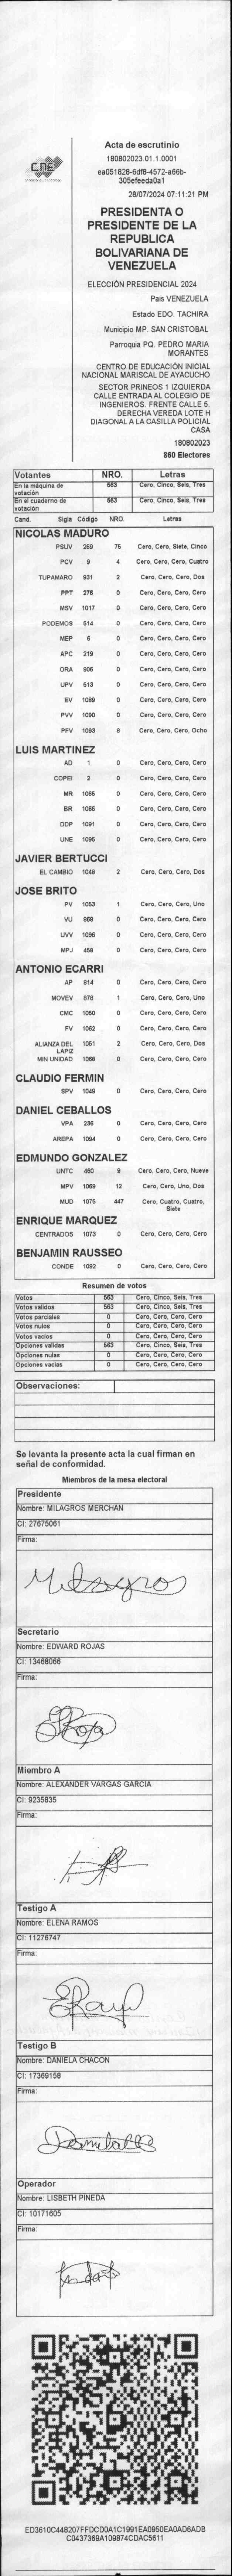 CNE
Acta de escrutinio
180802023.01.1.0001
ea051828-6df8-4572-a66b-
305efeeda0a1
28/07/2024 07:11:21 PM
PRESIDENTA O
PRESIDENTE DE LA
REPUBLICA
BOLIVARIANA DE
VENEZUELA
ELECCIÓN PRESIDENCIAL 2024
Pais VENEZUELA
Estado EDO. TACHIRA
Municipio MP. SAN CRISTOBAL
Parroquia PQ. PEDRO MARIA
MORANTES
CENTRO DE EDUCACIÓN INICIAL
NACIONAL MARISCAL DE AYACUCHO
SECTOR PRINEOS 1 IZQUIERDA
CALLE ENTRADA AL COLEGIO DE
INGENIEROS. FRENTE CALLE 5.
DERECHA VEREDA LOTE H
DIAGONAL A LA CASILLA POLICIAL
CASA
180802023
860 Electores
Votantes NRO. Letras
En la máquina de votación 563 Cero, Cinco, Seis, Tres
En el cuaderno de votación 563 Cero, Cinco, Seis, Tres
Cand. Sigla Código NRO. Letras
NICOLAS MADURO
PSUV 269 75 Cero, Cero, Siete, Cinco
PCV 9 4 Cero, Cero, Cero, Cuatro
TUPAMARO 931 2 Cero, Cero, Cero, Dos
PPT 276 0 Cero, Cero, Cero, Cero
MSV 1017 0 Cero, Cero, Cero, Cero
PODEMOS 514 0 Cero, Cero, Cero, Cero
MEP 6 0 Cero, Cero, Cero, Cero
APC 219 0 Cero, Cero, Cero, Cero
ORA 906 0 Cero, Cero, Cero, Cero
UPV 513 0 Cero, Cero, Cero, Cero
EV 1089 0 Cero, Cero, Cero, Cero
PVV 1090 0 Cero, Cero, Cero, Cero
PFV 1093 8 Cero, Cero, Cero, Ocho
LUIS MARTINEZ
AD 1 0 Cero, Cero, Cero, Cero
COPEI 2 0 Cero, Cero, Cero, Cero
MR 1065 0 Cero, Cero, Cero, Cero
BR 1066 0 Cero, Cero, Cero, Cero
DDP 1091 0 Cero, Cero, Cero, Cero
UNE 1095 0 Cero, Cero, Cero, Cero
JAVIER BERTUCCI
EL CAMBIO 1048 2 Cero, Cero, Cero, Dos
JOSE BRITO
PV 1053 1 Cero, Cero, Cero, Uno
VU 868 0 Cero, Cero, Cero, Cero
UVV 1096 0 Cero, Cero, Cero, Cero
MPJ 458 0 Cero, Cero, Cero, Cero
ANTONIO ECARRI
AP 814 0 Cero, Cero, Cero, Cero
MOVEV 878 1 Cero, Cero, Cero, Uno
CMC 1050 0 Cero, Cero, Cero, Cero
FV 1052 0 Cero, Cero, Cero, Cero
ALIANZA DEL LAPIZ 1051 2 Cero, Cero, Cero, Dos
MIN UNIDAD 1068 0 Cero, Cero, Cero, Cero
CLAUDIO FERMIN
SPV 1049 0 Cero, Cero, Cero, Cero
DANIEL CEBALLOS
VPA 236 0 Cero, Cero, Cero, Cero
AREPA 1094 0 Cero, Cero, Cero, Cero
EDMUNDO GONZALEZ
UNTC 460 9 Cero, Cero, Cero, Nueve
MPV 1069 12 Cero, Cero, Uno, Dos
MUD 1075 447 Cero, Cuatro, Cuatro,
Siete
ENRIQUE MARQUEZ
CENTRADOS 1073 0 Cero, Cero, Cero, Cero
BENJAMIN RAUSSEO
CONDE 1092 0 Cero, Cero, Cero, Cero
Resumen de votos
Votos 563 Cero, Cinco, Seis, Tres
Votos validos 563 Cero, Cinco, Seis, Tres
Votos parciales 0 Cero, Cero, Cero, Cero
Votos nulos 0 Cero, Cero, Cero, Cero
Votos vacios 0 Cero, Cero, Cero, Cero
Opciones validas 563 Cero, Cinco, Seis, Tres
Opciones nulas 0 Cero, Cero, Cero, Cero
Opciones vacias 0 Cero, Cero, Cero, Cero
Observaciones:
Se levanta la presente acta la cual firman en
señal de conformidad.
Miembros de la mesa electoral
Presidente
Nombre: MILAGROS MERCHAN
CI: 27675061
Firma:
Milagros
Secretario
Nombre: EDWARD ROJAS
CI: 13468066
Firma:
Miembro A
Nombre: ALEXANDER VARGAS GARCIA
CI: 9235835
Firma:
Testigo A
Nombre: ELENA RAMOS
CI: 11276747
Firma:
Testigo B
Nombre: DANIELA CHACON
CI: 17369158
Firma:
Operador
Nombre: LISBETH PINEDA
CI: 10171605
Firma:
ED3610C448207FFDCD0A1C1991EA0950EA0AD6ADB
C0437369A109874CDAC5611